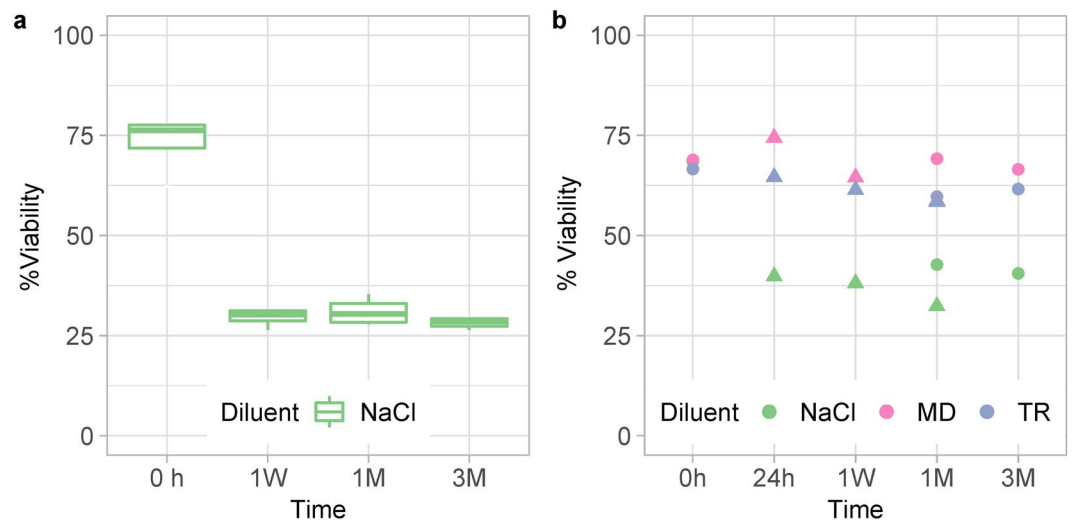 a
100
75
50
25
0
%Viability
Diluent NaCl
0 h 1W 1M 3M
Time
b
100
75
50
25
0
% Viability
Diluent NaCl MD TR
0h 24h 1W 1M 3M
Time